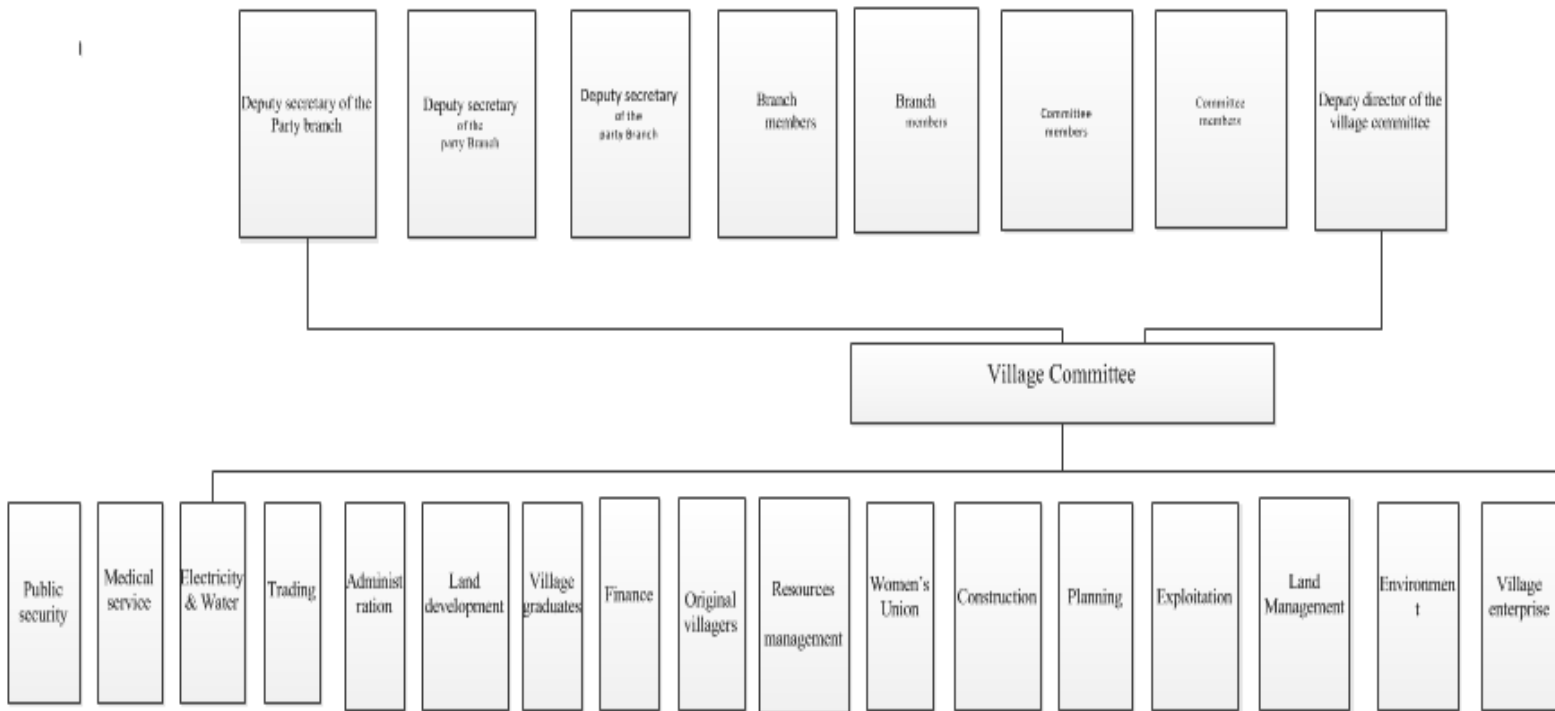 Deputy secretary of the
Party branch
Deputy secretary
of the
party Branch
Deputy secretary
of the
party Branch
Branch
members
Branch
members
Committee
members
Committee
members
Deputy director of the
village committee
Village Committee
Public
security
Medical
service
Electricity
& Water
Trading
Administ
ration
Land
development
Village
graduates
Finance
Original
villagers
Resources
management
Women's
Union
Construction
Planning
Exploitation
Land
Management
Environmen
t
Village
enterprise